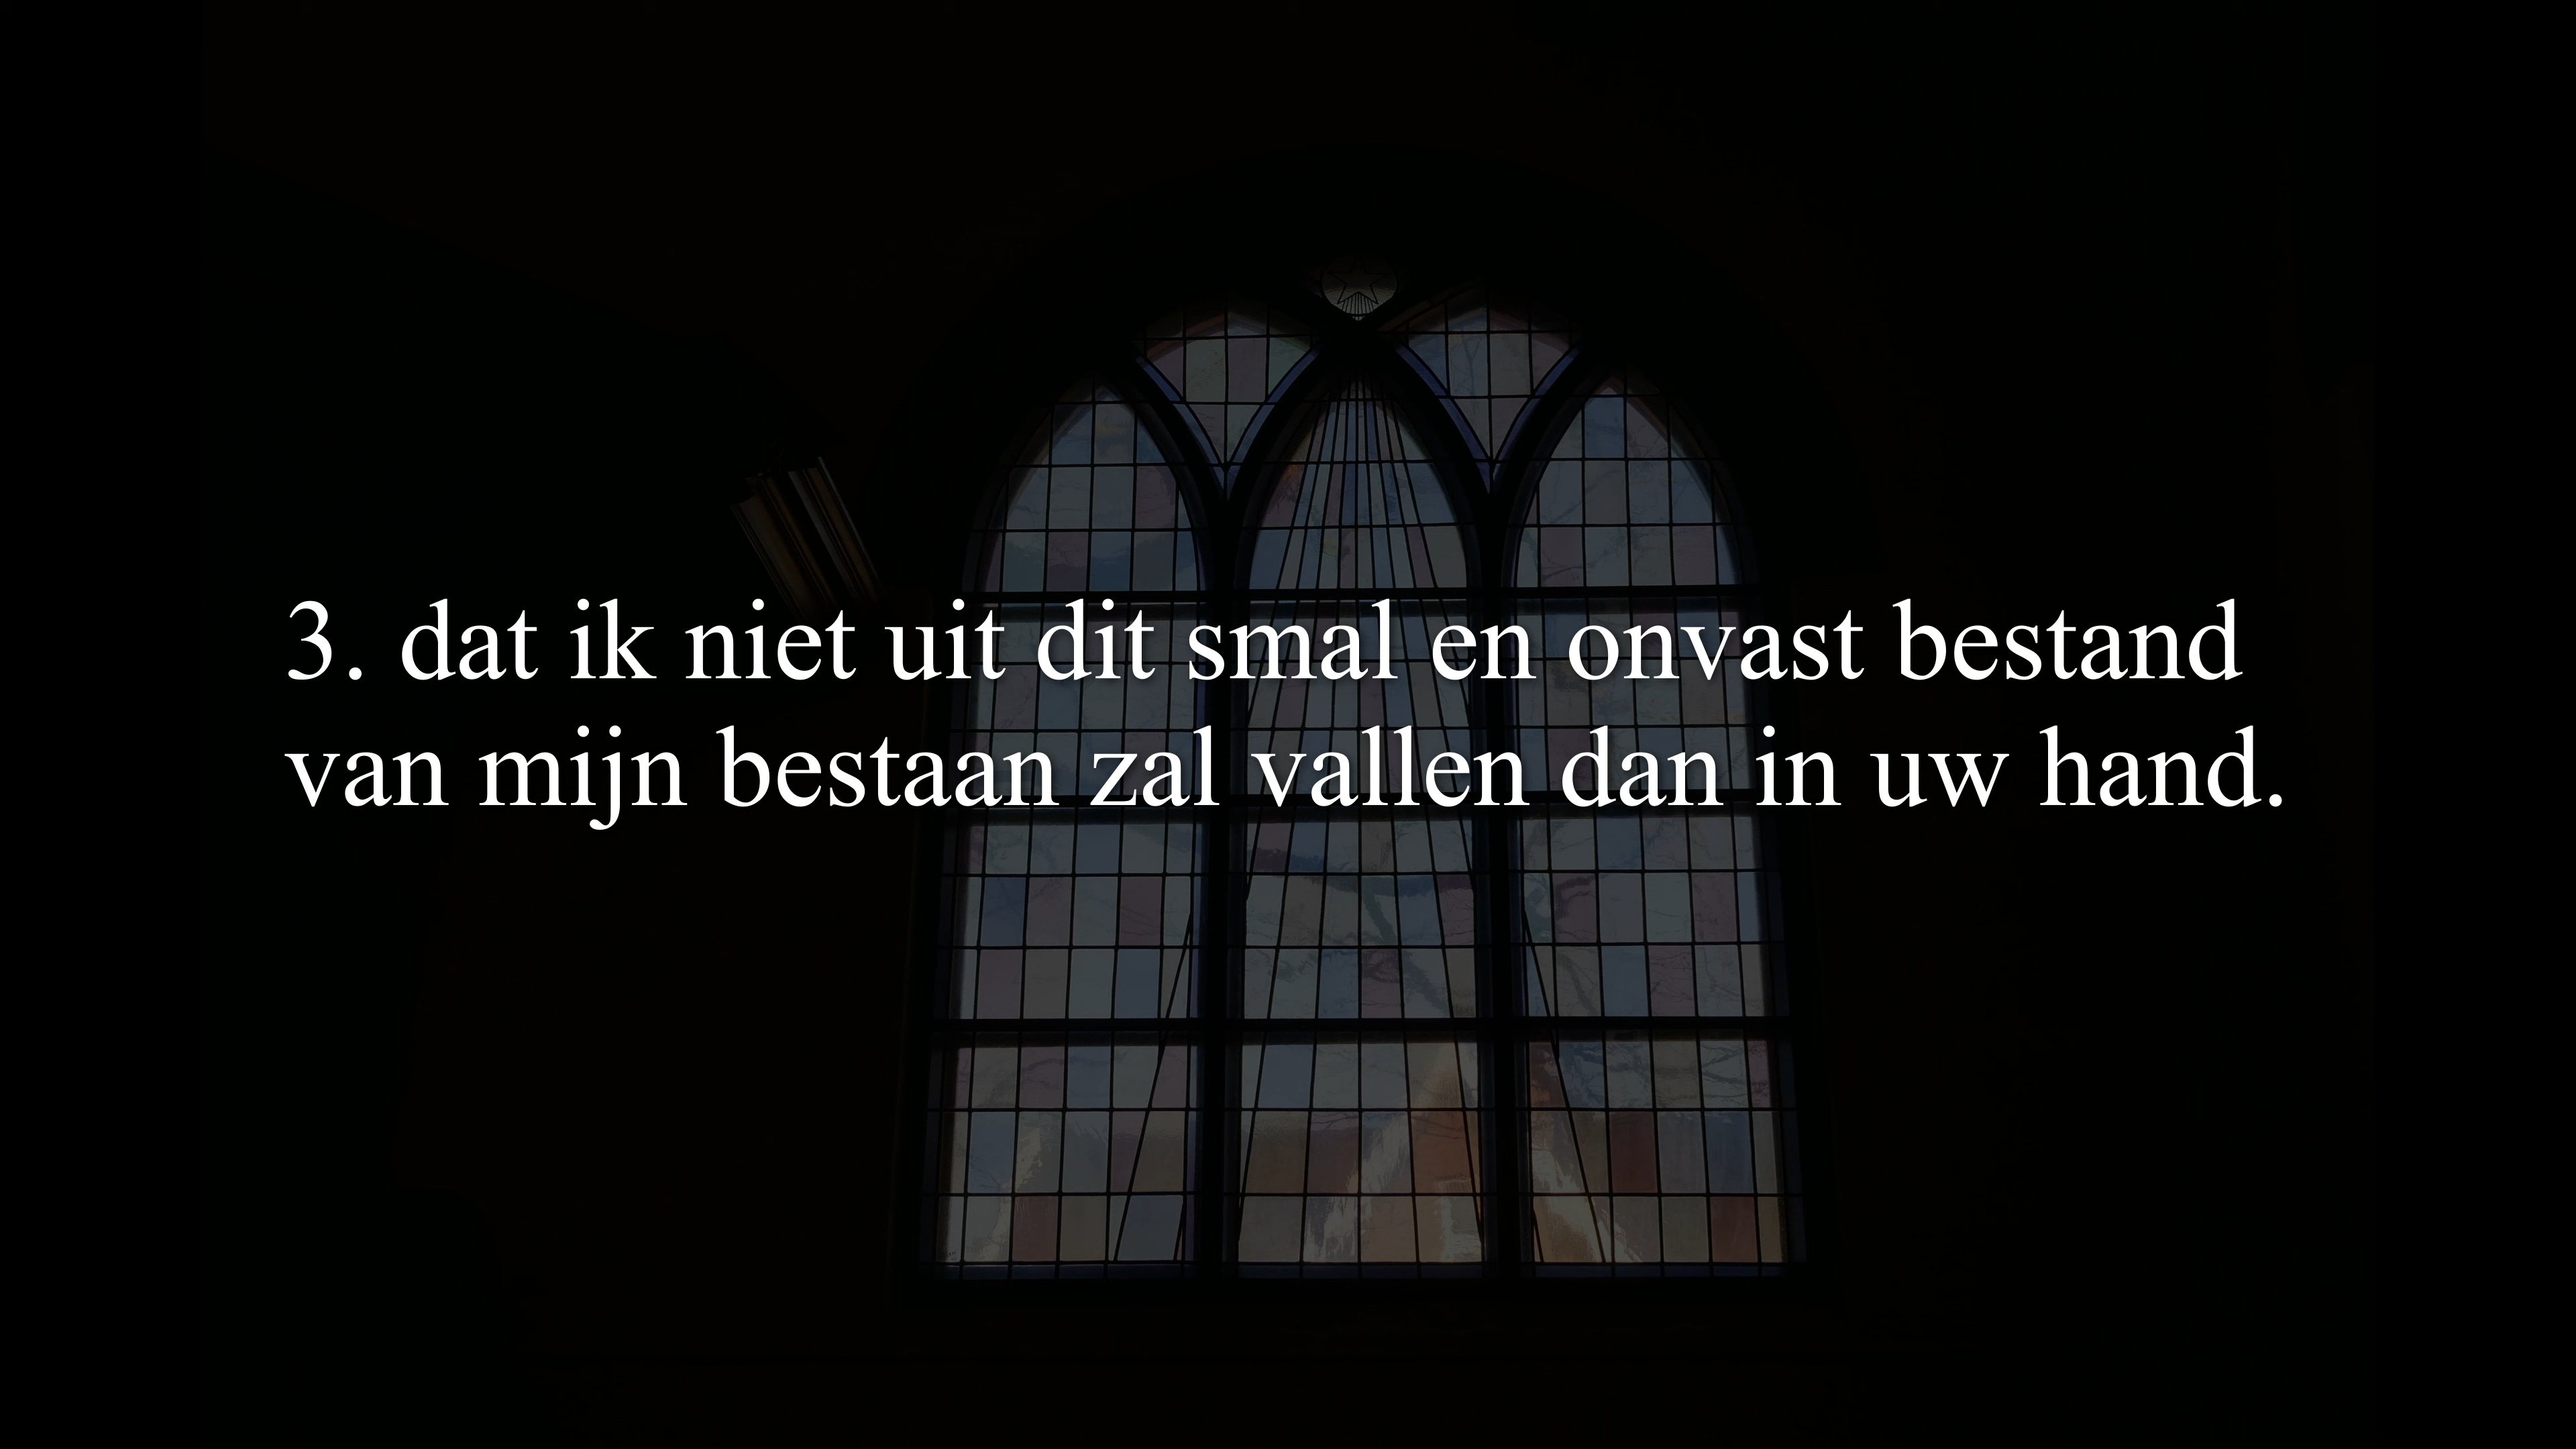 3. dat ik niet uit dit smal en onvast bestand
van mijn bestaan zal vallen dan in uw hand.